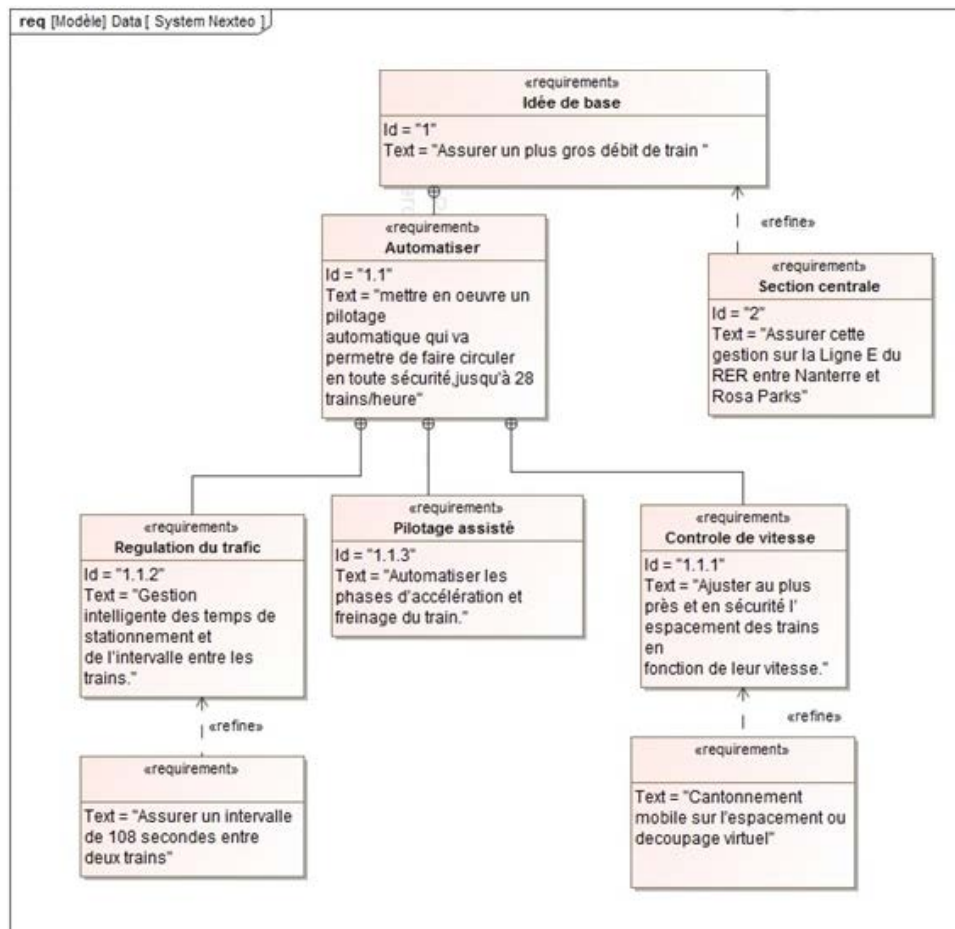 req [Modèle] Data [ System Nexteo ]
«requirement»
Idée de base
Id = "1"
Text = "Assurer un plus gros débit de train "
«refine»
«requirement»
Automatiser
Id = "1.1"
Text = "mettre en oeuvre un
pilotage
automatique qui va
permetre de faire circuler
en toute sécurité,jusqu'à 28
trains/heure"
«requirement»
Section centrale
Id = "2"
Text = "Assurer cette
gestion sur la Ligne E du
RER entre Nanterre et
Rosa Parks"
«requirement»
Regulation du trafic
Id = "1.1.2"
Text = "Gestion
intelligente des temps de
stationnement et
de l'intervalle entre les
trains."
«requirement»
Pilotage assisté
Id = "1.1.3"
Text = "Automatiser les
phases d'accélération et
freinage du train."
«requirement»
Controle de vitesse
Id = "1.1.1"
Text = "Ajuster au plus
près et en sécurité l'
espacement des trains
en
fonction de leur vitesse."
«refine»
«requirement»
Text = "Assurer un intervalle
de 108 secondes entre
deux trains"
«refine»
«requirement»
Text = "Cantonnement
mobile sur l'espacement ou
decoupage virtuel"